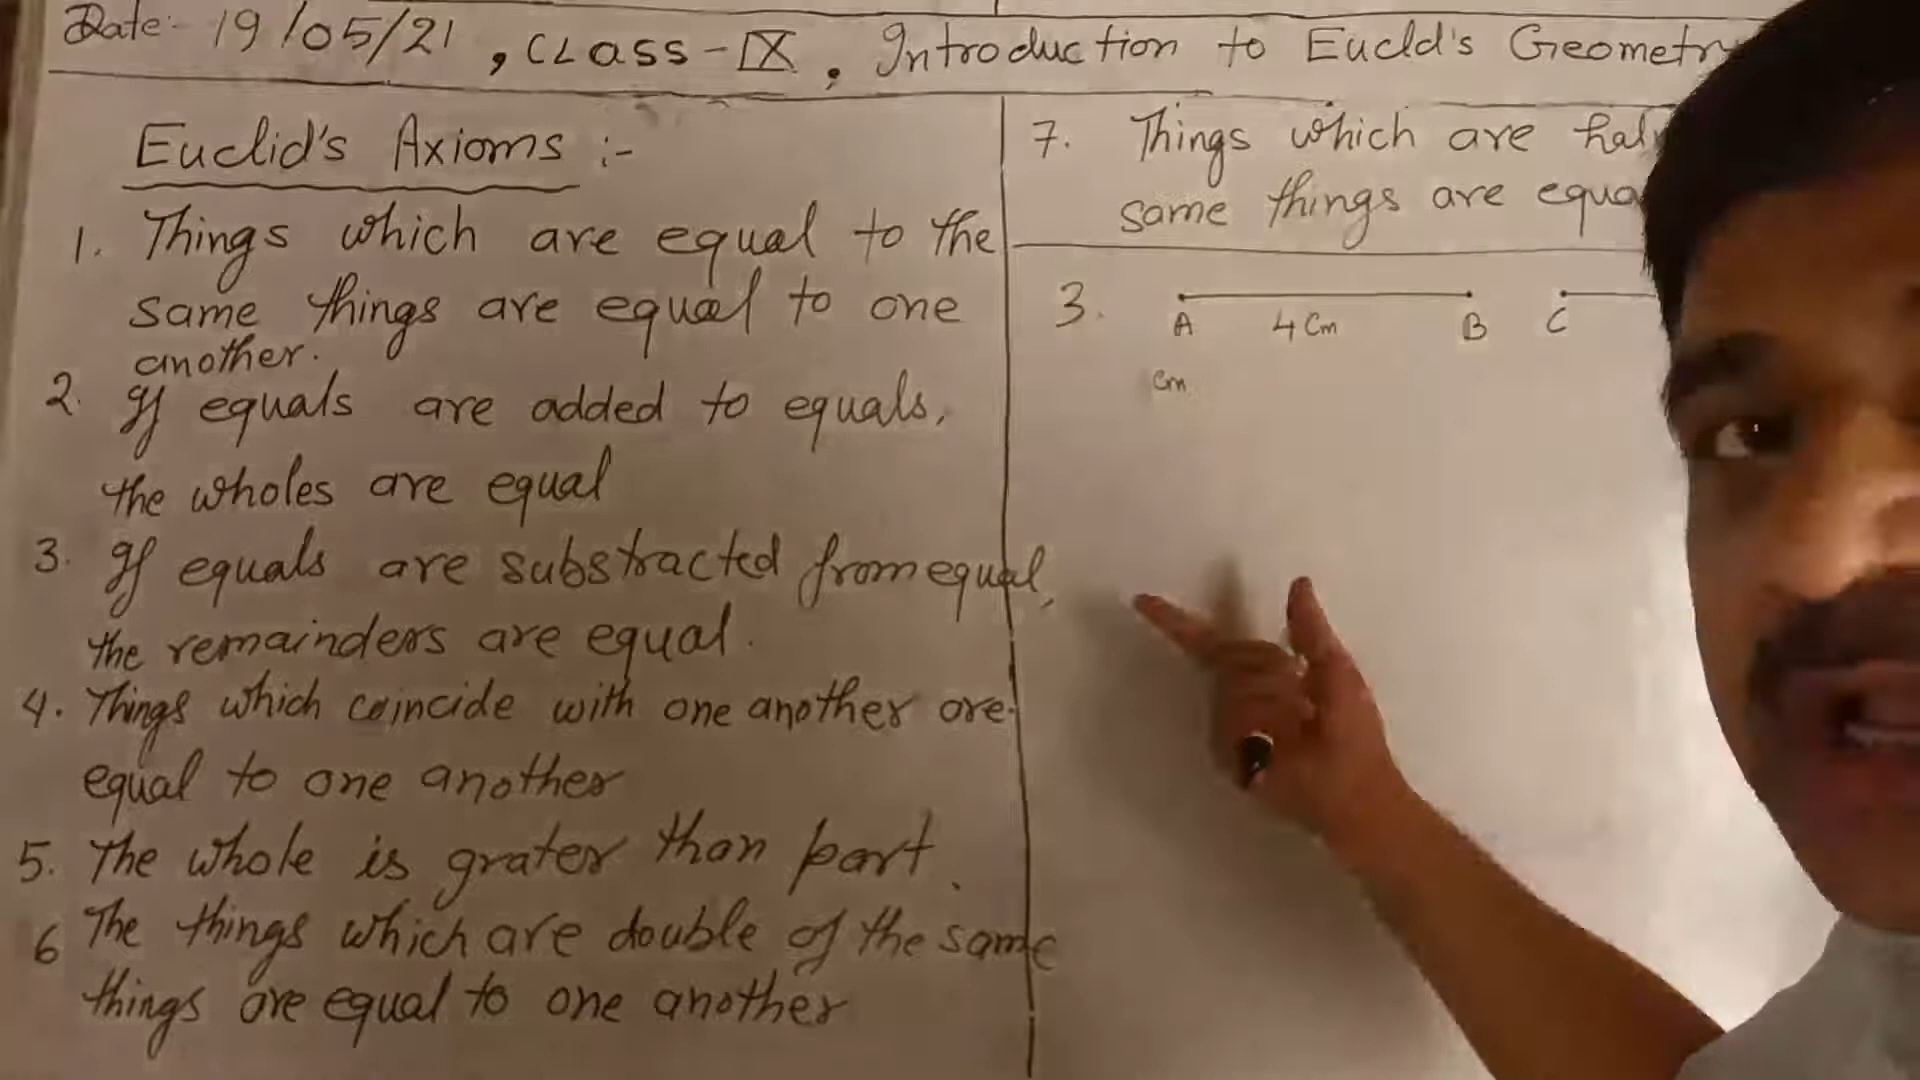 Date:- 19/05/21, CLASS-IX, Introduction to Eucld's Geometry
Euclid's Axioms :-
1. Things which are equal to the
same things are equal to one
another.
2. If equals are added to equals,
the wholes are equal
3. If equals are substracted from equal,
the remainders are equal.
4. Things which coincide with one another are
equal to one another
5. The whole is grater than part.
6 The things which are double of the same
things are equal to one another
7. Things which are hal
same things are equa
3. A 4 Cm B C
cm